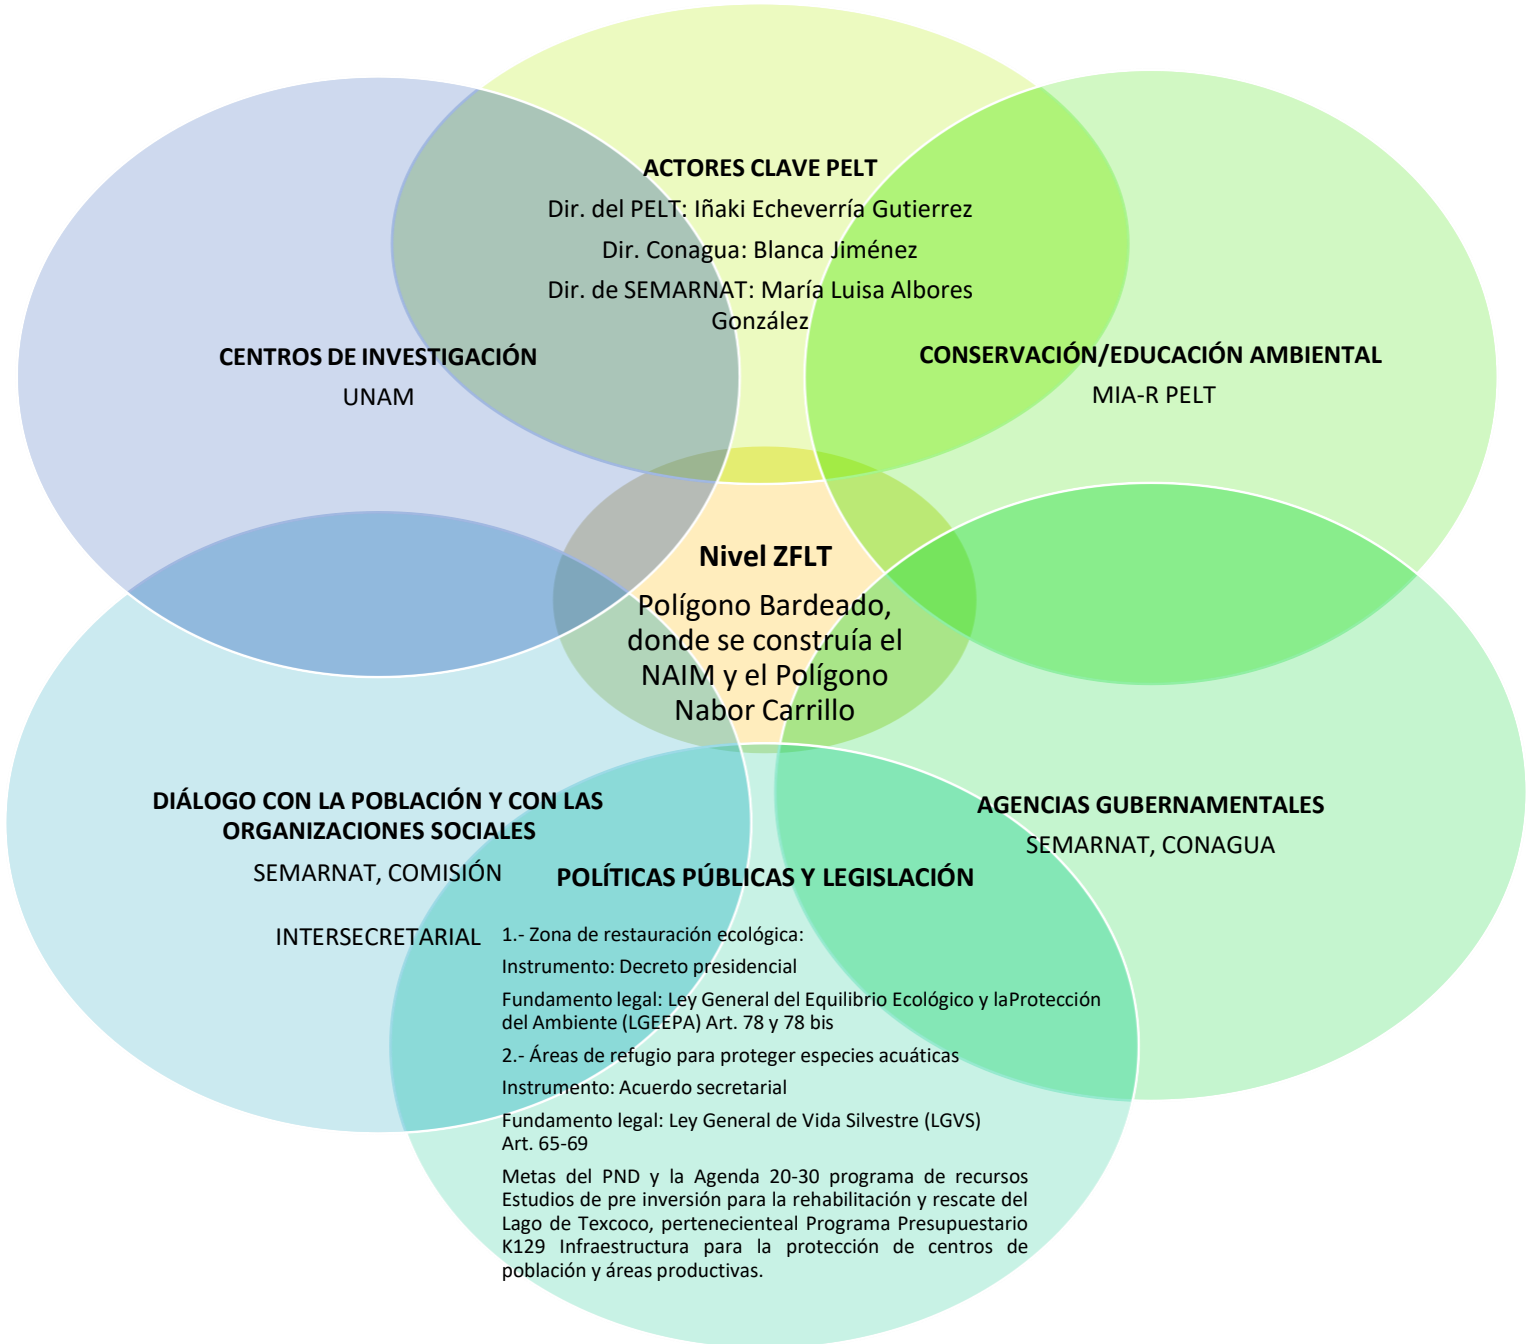 ACTORES CLAVE PELT
Dir. del PELT: Iñaki Echeverría Gutierrez
Dir. Conagua: Blanca Jiménez
Dir. de SEMARNAT: María Luisa Albores
González
CENTROS DE INVESTIGACIÓN
UNAM
CONSERVACIÓN/EDUCACIÓN AMBIENTAL
MIA-R PELT
Nivel ZFLT
Polígono Bardeado,
donde se construía el
NAIM y el Polígono
Nabor Carrillo
DIÁLOGO CON LA POBLACIÓN Y CON LAS
ORGANIZACIONES SOCIALES
SEMARNAT, COMISIÓN
INTERSECRETARIAL
AGENCIAS GUBERNAMENTALES
SEMARNAT, CONAGUA
POLÍTICAS PÚBLICAS Y LEGISLACIÓN
1.- Zona de restauración ecológica:
Instrumento: Decreto presidencial
Fundamento legal: Ley General del Equilibrio Ecológico y laProtección
del Ambiente (LGEEPA) Art. 78 y 78 bis
2.- Áreas de refugio para proteger especies acuáticas
Instrumento: Acuerdo secretarial
Fundamento legal: Ley General de Vida Silvestre (LGVS)
Art. 65-69
Metas del PND y la Agenda 20-30 programa de recursos
Estudios de pre inversión para la rehabilitación y rescate del
Lago de Texcoco, pertenecienteal Programa Presupuestario
K129 Infraestructura para la protección de centros de
población y áreas productivas.